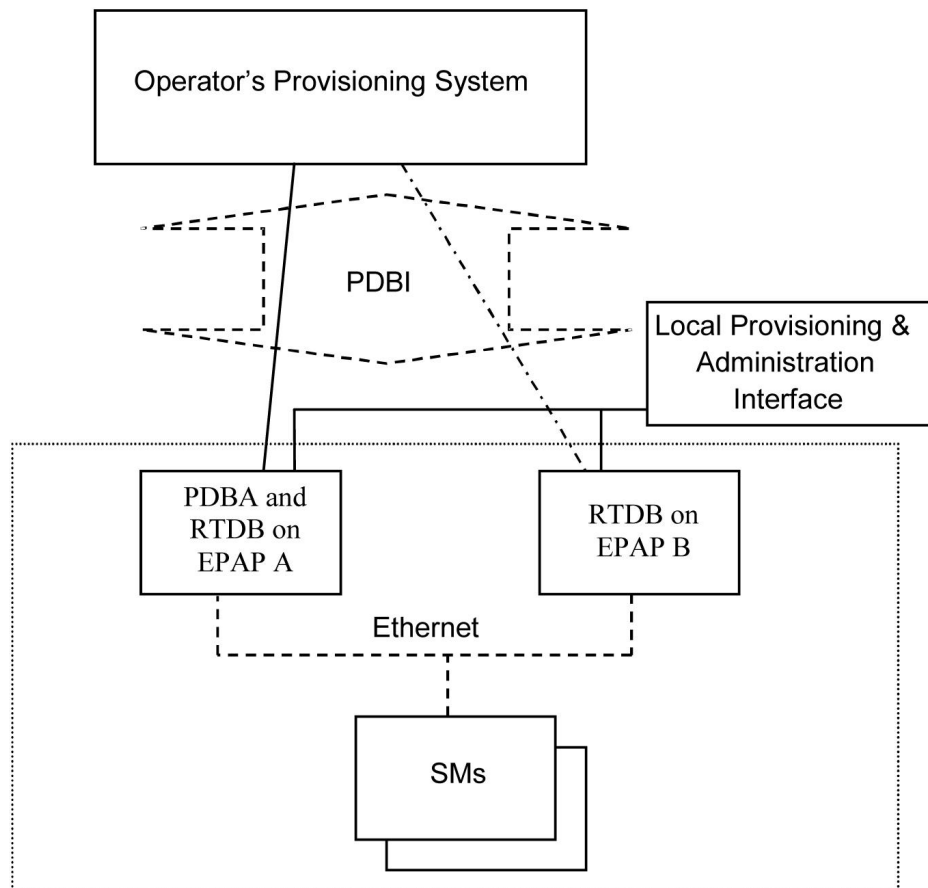 Operator’s Provisioning System
PDBI
Local Provisioning &
Administration
Interface
PDBA and
RTDB on
EPAP A
RTDB on
EPAP B
Ethernet
SMs